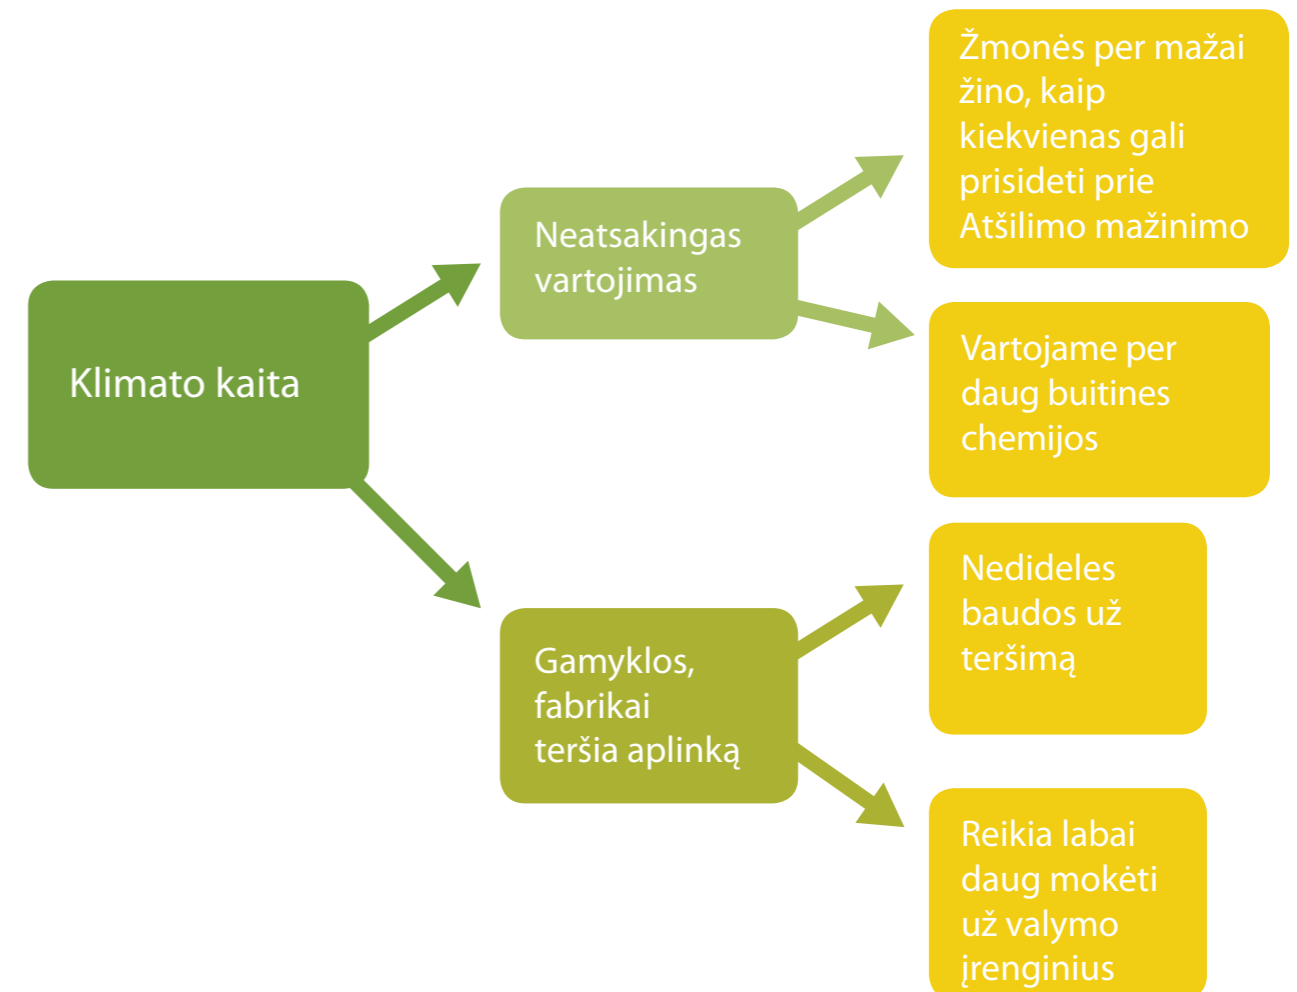 Klimato kaita
Neatsakingas
vartojimas
Gamyklos,
fabrikai
teršia aplinką
Žmonės per mažai
žino, kaip
kiekvienas gali
prisideti prie
Atšilimo mažinimo
Vartojame per
daug buitines
chemijos
Nedideles
baudos už
teršimą
Reikia labai
daug mokėti
už valymo
įrenginius